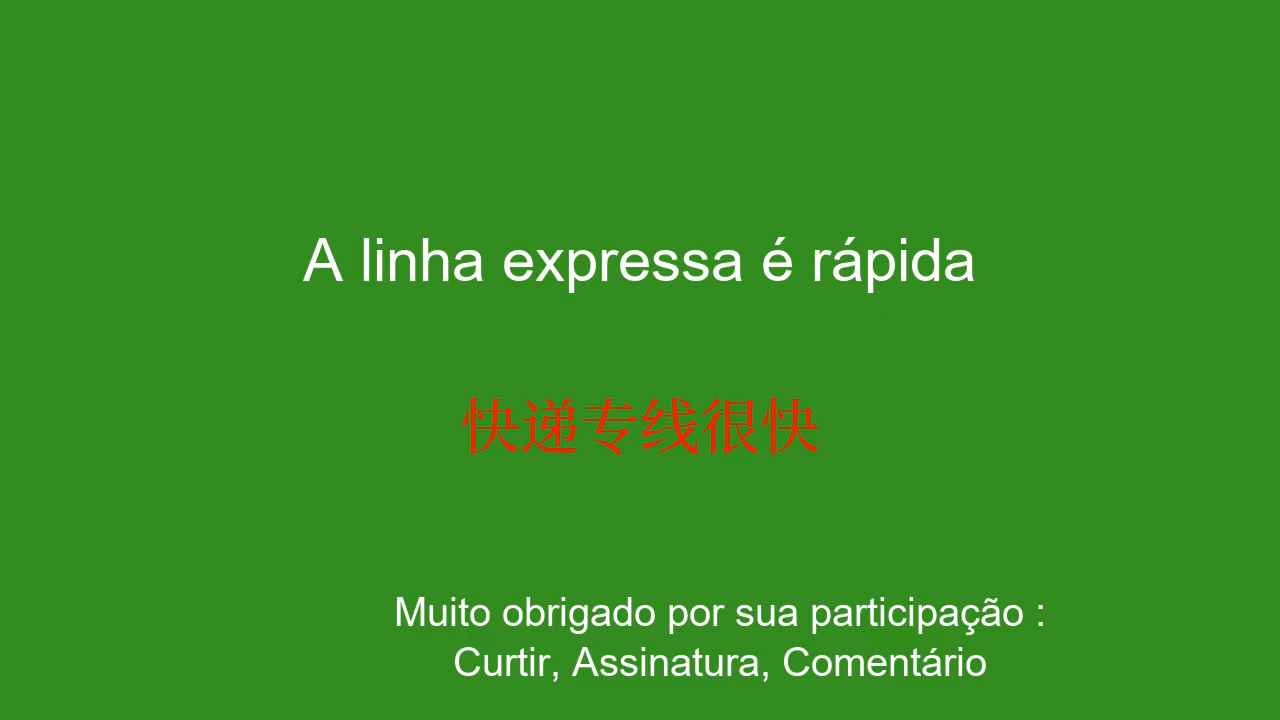 A linha expressa é rápida
快递专线很快
Muito obrigado por sua participação :
Curtir, Assinatura, Comentário